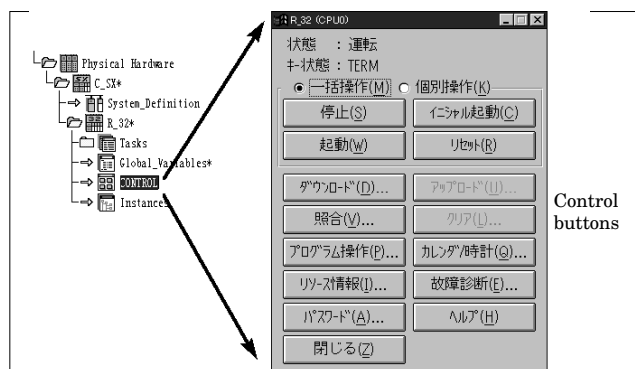 Physical Hardware
C_SX*
System_Definition
R_32*
Tasks
Global_Variables*
CONTROL
Instances
R_32 (CPU0)
状態 : 運転
ｷｰ状態 : TERM
一括操作(M) 個別操作(K)
停止(S) ｲﾆｼｬﾙ起動(C)
起動(W) ﾘｾｯﾄ(R)
ﾀﾞｳﾝﾛｰﾄﾞ(D)... ｱｯﾌﾟﾛｰﾄﾞ(U)...
照合(V)... ｸﾘｱ(L)...
ﾌﾟﾛｸﾞﾗﾑ操作(P)... ｶﾚﾝﾀﾞ/時計(Q)...
ﾘｿｰｽ情報(I)... 故障診断(E)...
ﾊﾟｽﾜｰﾄﾞ(A)... ﾍﾙﾌﾟ(H)
閉じる(Z)
Control
buttons